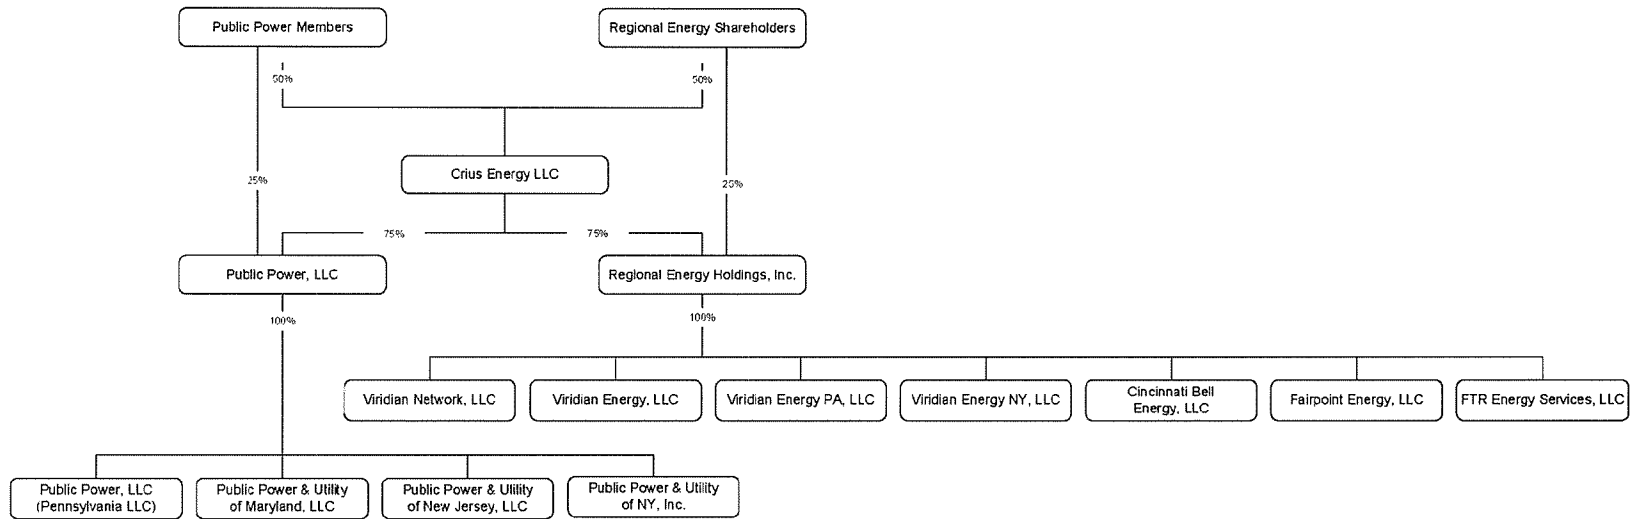 Public Power Members
Regional Energy Shareholders
50%
50%
Crius Energy LLC
25%
25%
75%
75%
Public Power, LLC
Regional Energy Holdings, Inc.
100%
100%
Viridian Network, LLC
Viridian Energy, LLC
Viridian Energy PA, LLC
Viridian Energy NY, LLC
Cincinnati Bell
Energy, LLC
Fairpoint Energy, LLC
FTR Energy Services, LLC
Public Power, LLC
(Pennsylvania LLC)
Public Power & Utility
of Maryland, LLC
Public Power & Utility
of New Jersey, LLC
Public Power & Utility
of NY, Inc.